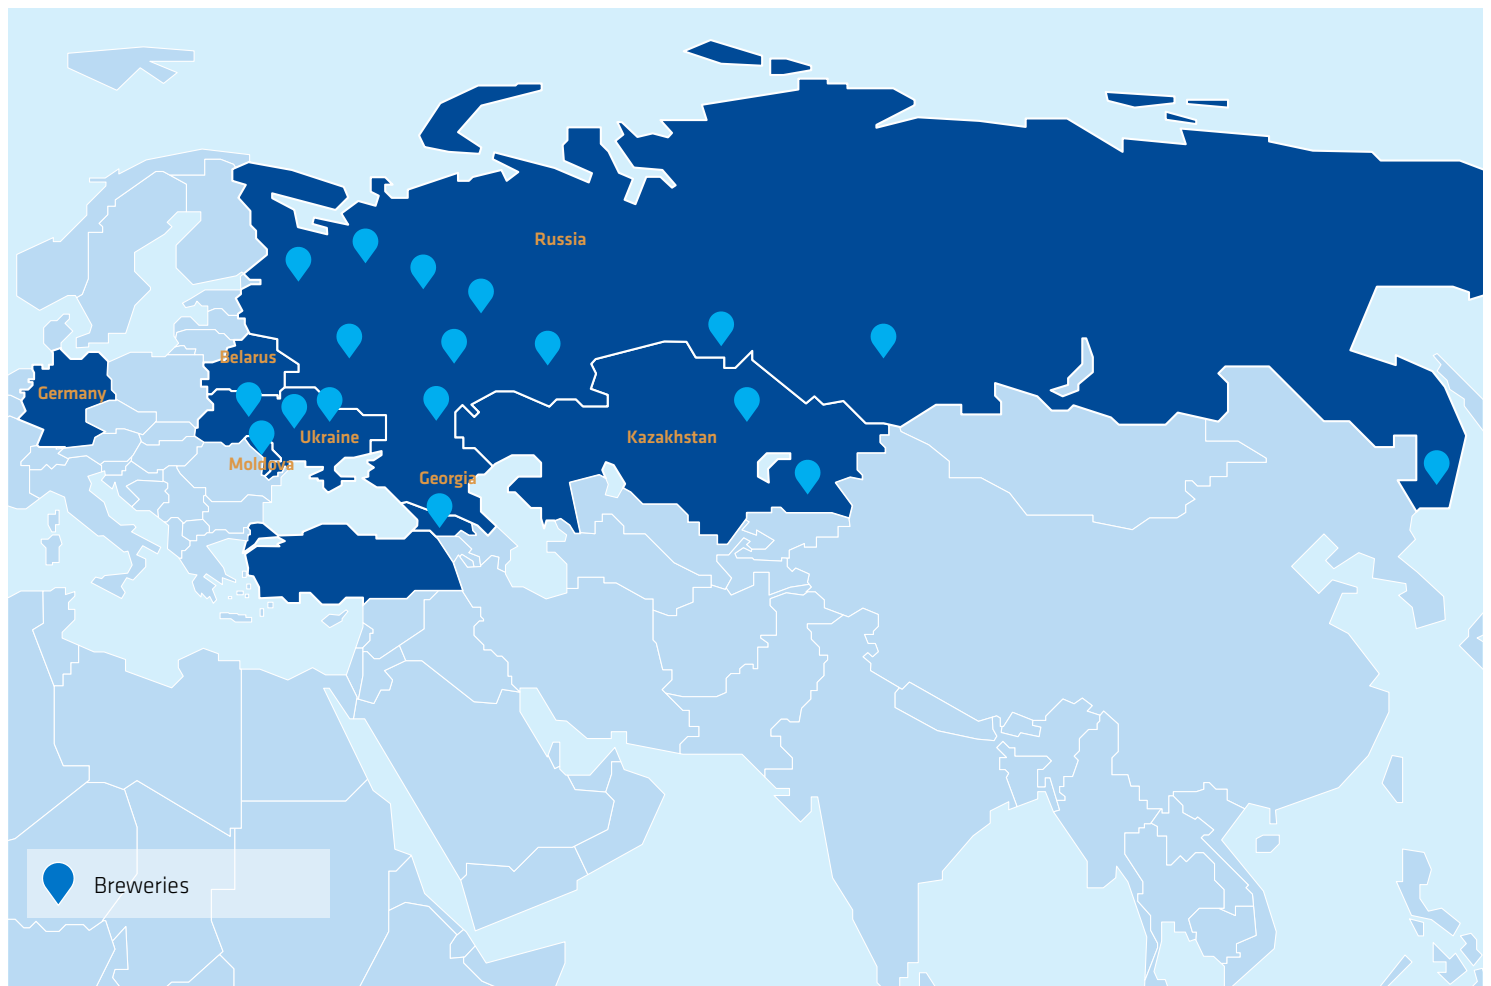 Russia
Belarus
Germany
Ukraine
Kazakhstan
Moldova
Georgia
Breweries